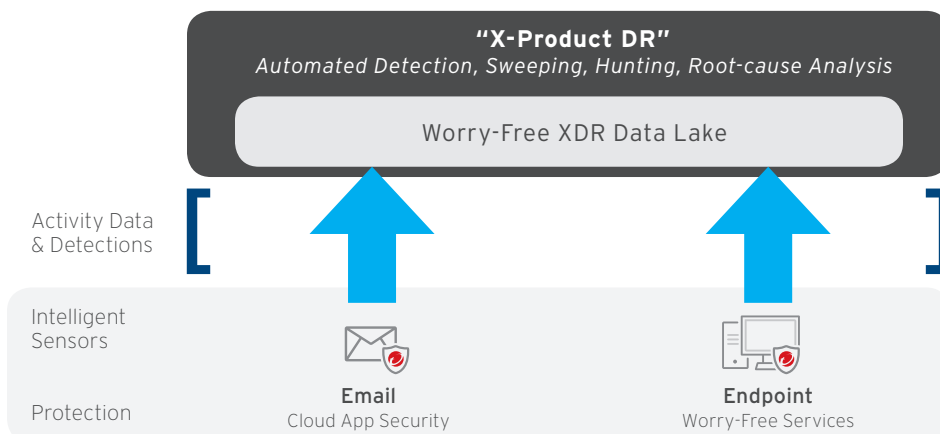 “X-Product DR”
Automated Detection, Sweeping, Hunting, Root-cause Analysis
Worry-Free XDR Data Lake
Activity Data
& Detections
Intelligent
Sensors
Protection
Email
Cloud App Security
Endpoint
Worry-Free Services